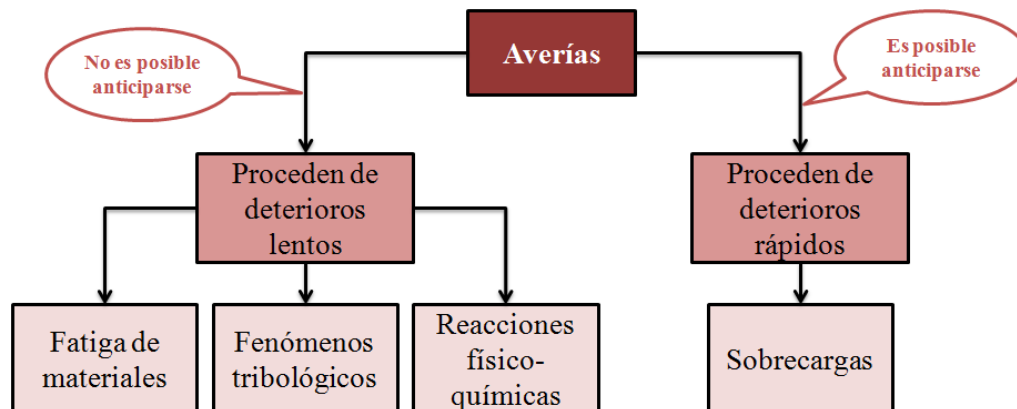 Averías
No es posible
anticiparse
Es posible
anticiparse
Proceden de
deterioros
lentos
Proceden de
deterioros
rápidos
Fatiga de
materiales
Fenómenos
tribológicos
Reacciones
físico-
químicas
Sobrecargas